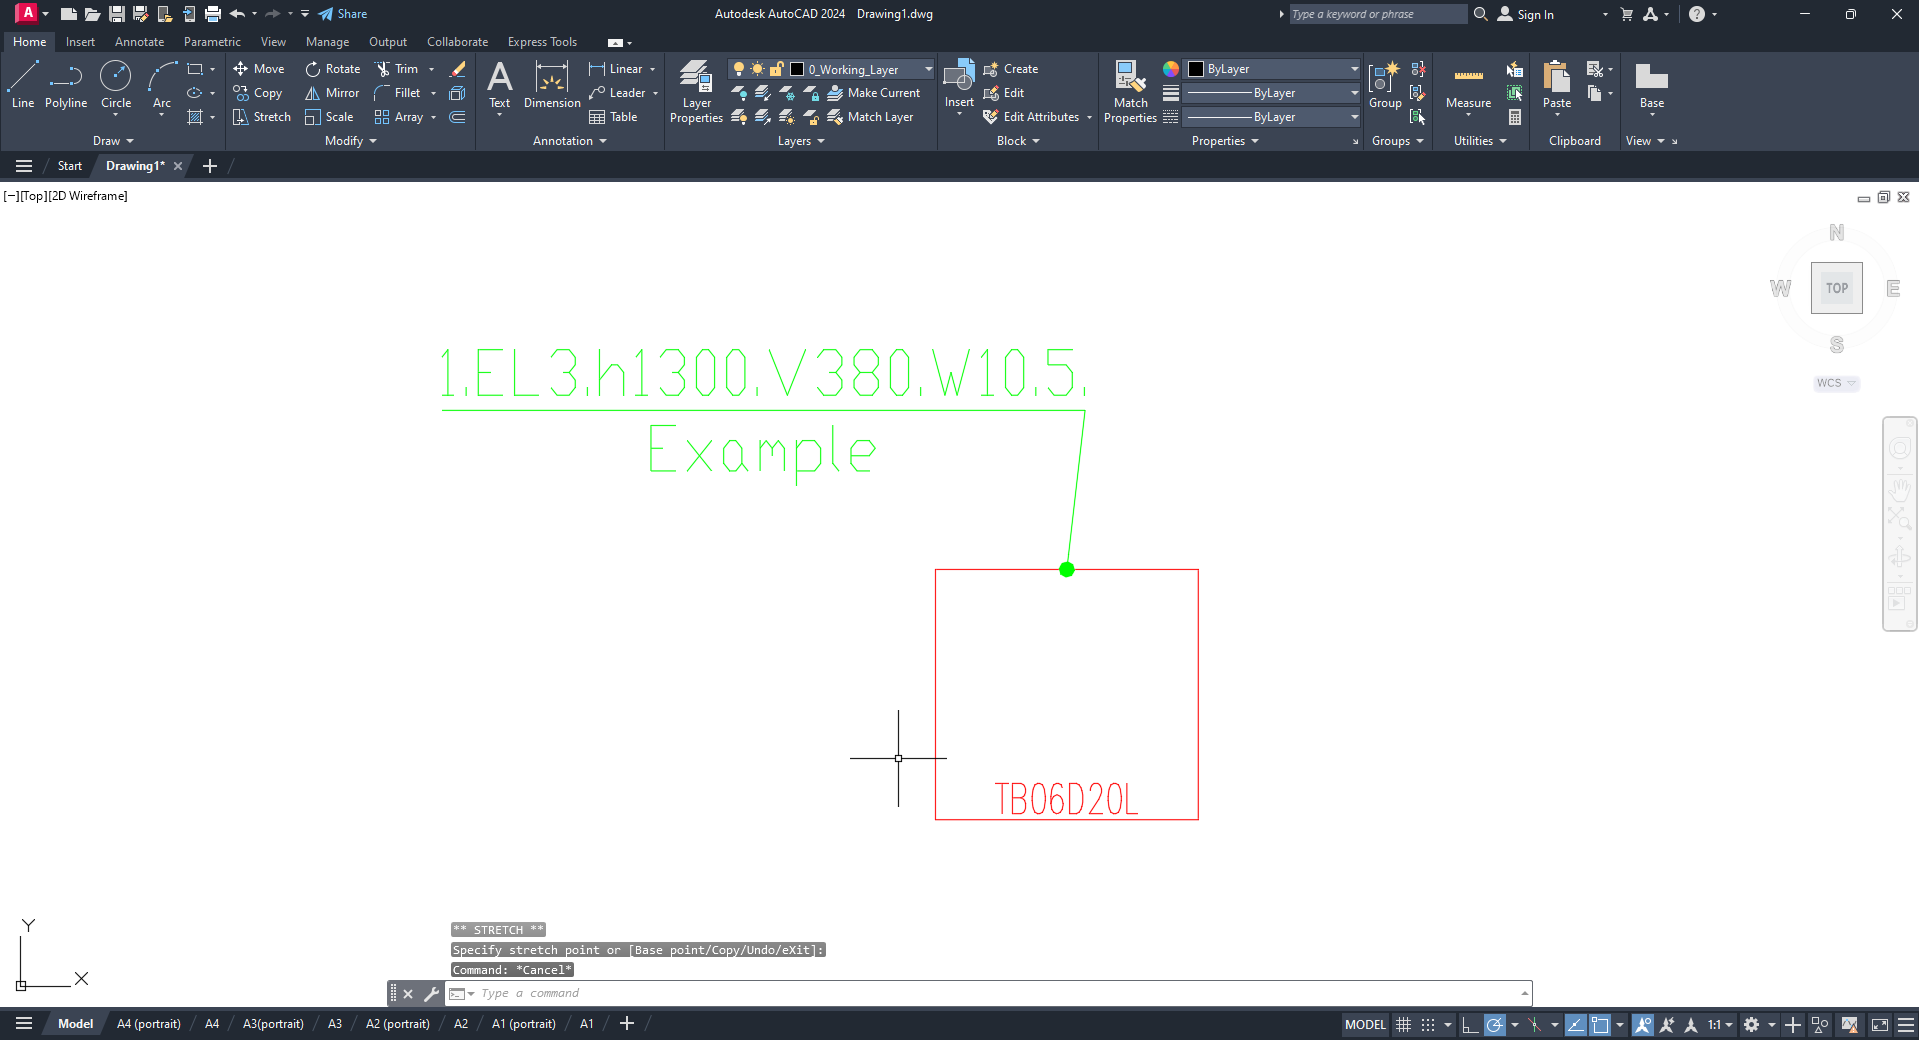 A Share Autodesk AutoCAD 2024 Drawing1.dwg Type a keyword or phrase Sign In
Home Insert Annotate Parametric View Manage Output Collaborate Express Tools
Line Polyline Circle Arc
Move Rotate Trim
Copy Mirror Fillet
Stretch Scale Array
Text Dimension
Linear
Leader
Table
Layer Properties
0_Working_Layer
Make Current
Match Layer
Insert
Create
Edit
Edit Attributes
Match Properties
ByLayer
ByLayer
ByLayer
Group
Measure
Paste
Base
Draw Modify Annotation Layers Block Properties Groups Utilities Clipboard View
Start Drawing1*
[−][Top][2D Wireframe]
N
W TOP E
S
WCS
1,EL3,h1300,V380,W10,5,
Example
TB06D20L
Y
X
** STRETCH **
Specify stretch point or [Base point/Copy/Undo/eXit]:
Command: *Cancel*
Type a command
Model A4 (portrait) A4 A3(portrait) A3 A2 (portrait) A2 A1 (portrait) A1
MODEL 1:1